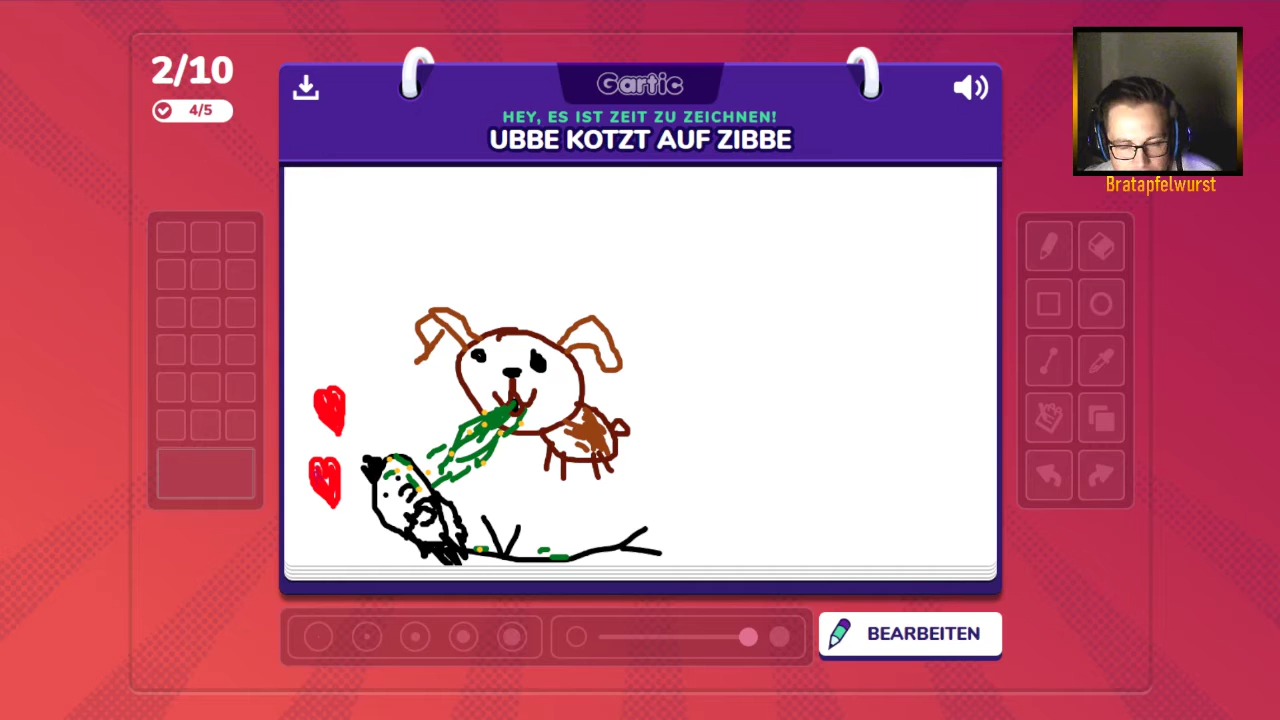 2/10
4/5
Gartic
HEY, ES IST ZEIT ZU ZEICHNEN!
UBBE KOTZT AUF ZIBBE
Bratapfelwurst
BEARBEITEN